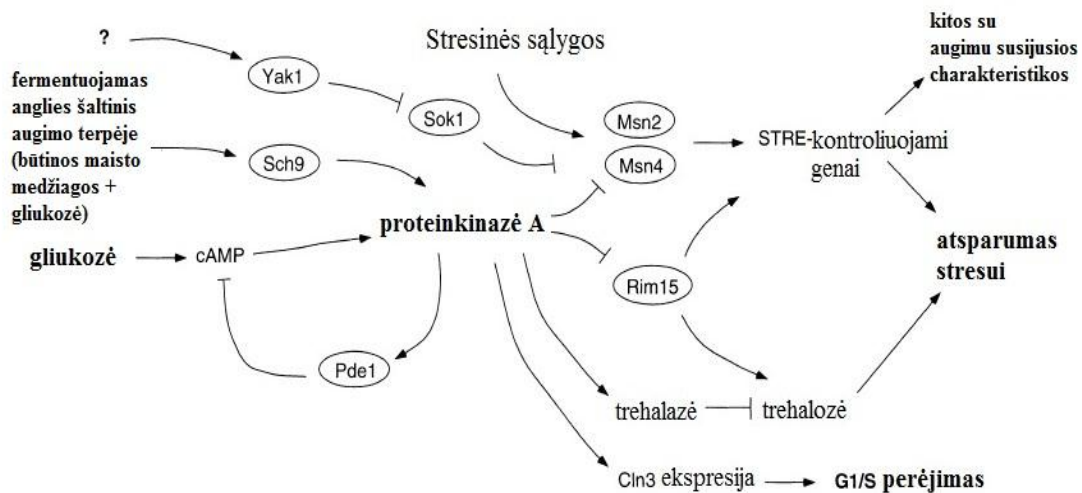 ?
Yak1
Sok1
fermentuojamas
anglies šaltinis
augimo terpėje
(būtinos maisto
medžiagos +
gliukozė)
Sch9
gliukozė
cAMP
Pde1
proteinkinazė A
Stresinės sąlygos
Msn2
Msn4
Rim15
STRE-kontroliuojami
genai
kitos su
augimu susijusios
charakteristikos
atsparumas
stresui
trehalazė
trehalozė
Cln3 ekspresija
G1/S perėjimas